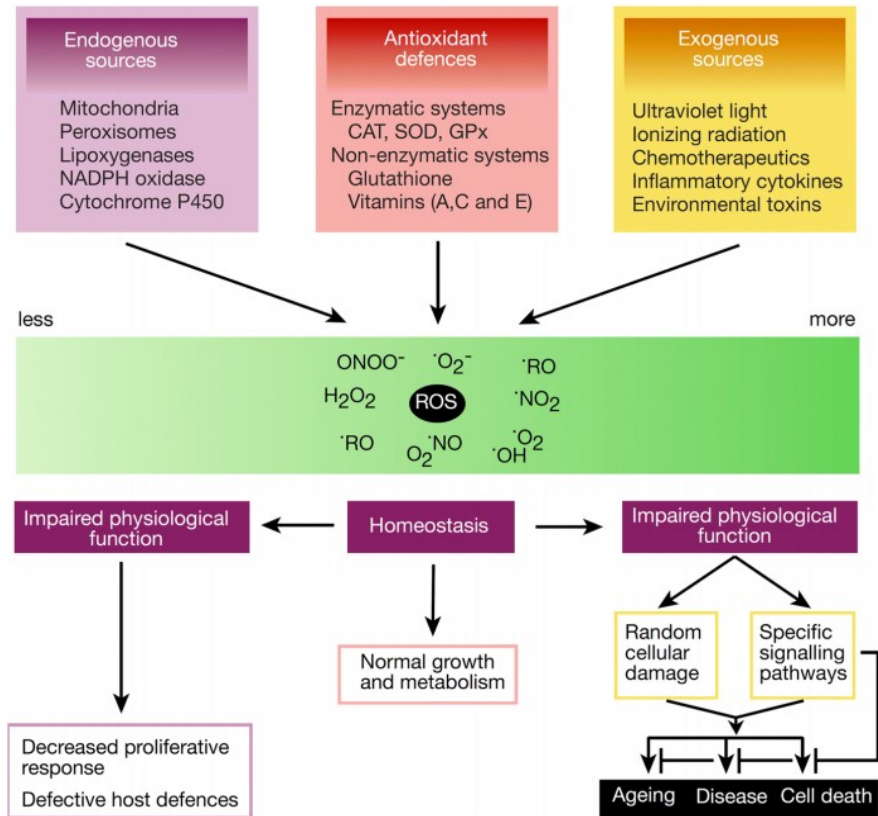 Endogenous
sources
Mitochondria
Peroxisomes
Lipoxygenases
NADPH oxidase
Cytochrome P450
Antioxidant
defences
Enzymatic systems
CAT, SOD, GPx
Non-enzymatic systems
Glutathione
Vitamins (A,C and E)
Exogenous
sources
Ultraviolet light
Ionizing radiation
Chemotherapeutics
Inflammatory cytokines
Environmental toxins
less
more
ONOO⁻
·O₂⁻
·RO
H₂O₂
ROS
·NO₂
·RO
O₂
·NO
·OH
·O₂
Impaired physiological
function
Homeostasis
Impaired physiological
function
Normal growth
and metabolism
Random
cellular
damage
Specific
signalling
pathways
Decreased proliferative
response
Defective host defences
Ageing
Disease
Cell death